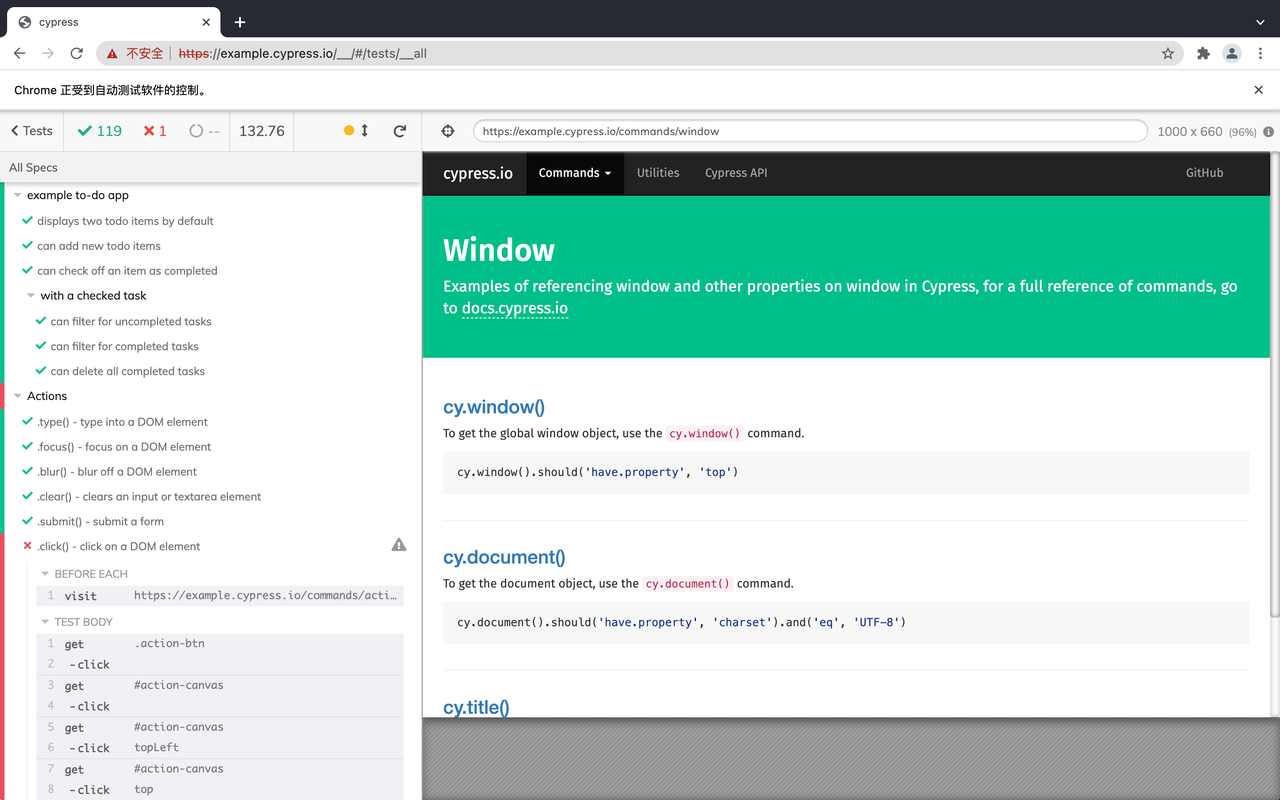 cypress
不安全 https://example.cypress.io/__/#/tests/__all
Chrome 正受到自动测试软件的控制。
Tests 119 1 -- 132.76
https://example.cypress.io/commands/window 1000 x 660 (96%)
All Specs
example to-do app
displays two todo items by default
can add new todo items
can check off an item as completed
with a checked task
can filter for uncompleted tasks
can filter for completed tasks
can delete all completed tasks
Actions
.type() - type into a DOM element
.focus() - focus on a DOM element
.blur() - blur off a DOM element
.clear() - clears an input or textarea element
.submit() - submit a form
.click() - click on a DOM element
BEFORE EACH
1 visit https://example.cypress.io/commands/acti…
TEST BODY
1 get .action-btn
2 -click
3 get #action-canvas
4 -click
5 get #action-canvas
6 -click topLeft
7 get #action-canvas
8 -click top
cypress.io Commands Utilities Cypress API GitHub
Window
Examples of referencing window and other properties on window in Cypress, for a full reference of commands, go
to docs.cypress.io
cy.window()
To get the global window object, use the cy.window() command.
cy.window().should('have.property', 'top')
cy.document()
To get the document object, use the cy.document() command.
cy.document().should('have.property', 'charset').and('eq', 'UTF-8')
cy.title()